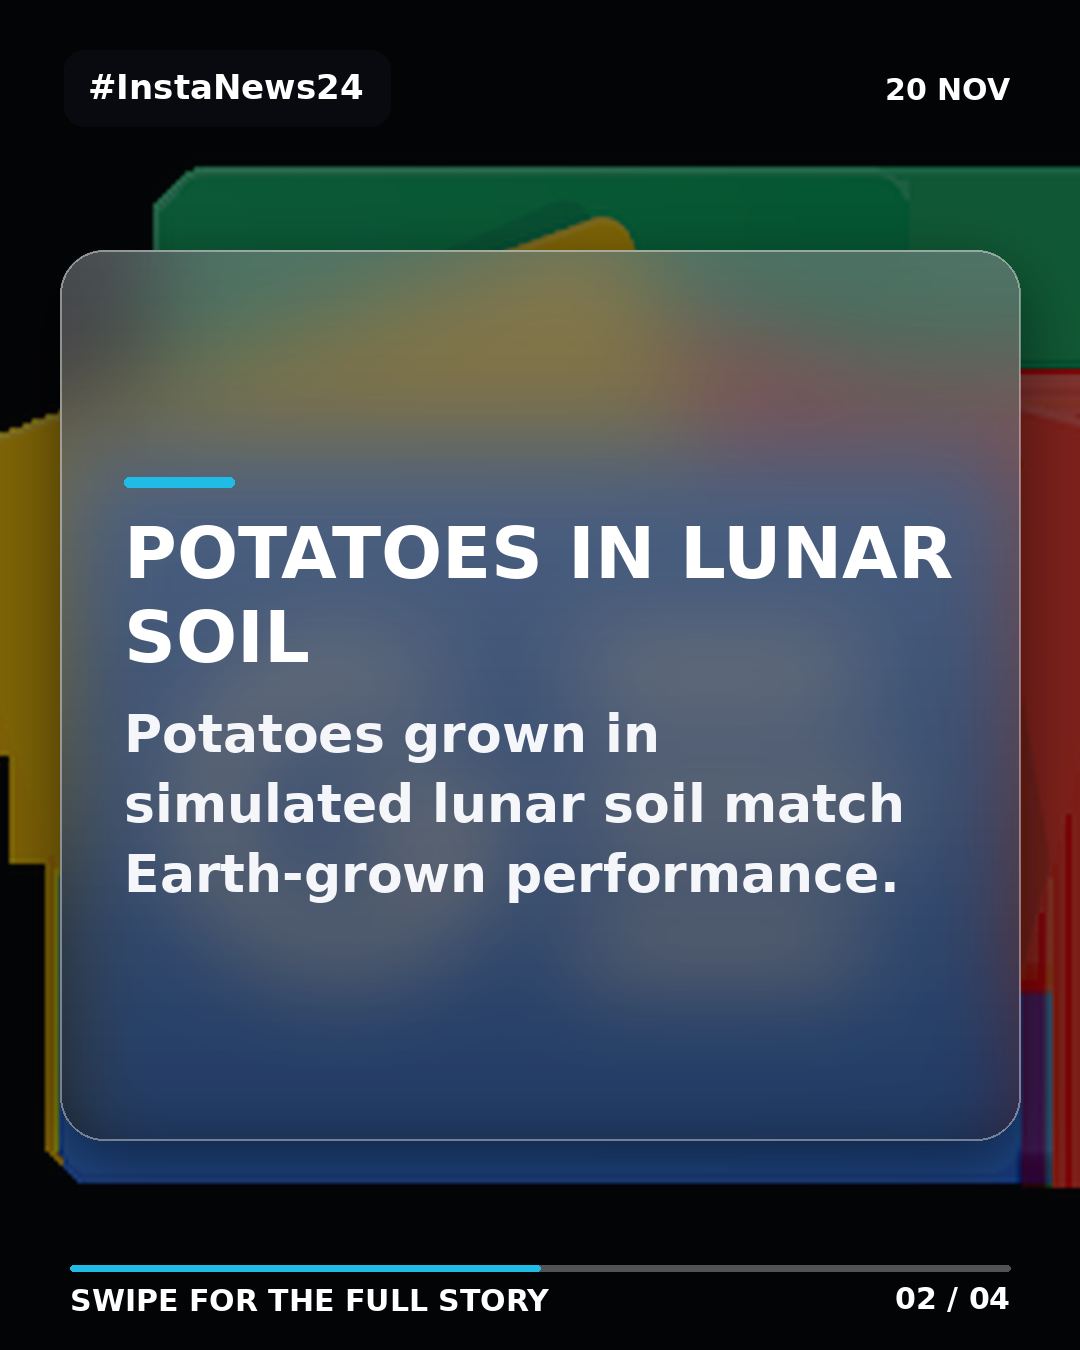 #InstaNews24
20 NOV
POTATOES IN LUNAR
SOIL
Potatoes grown in
simulated lunar soil match
Earth-grown performance.
SWIPE FOR THE FULL STORY
02 / 04